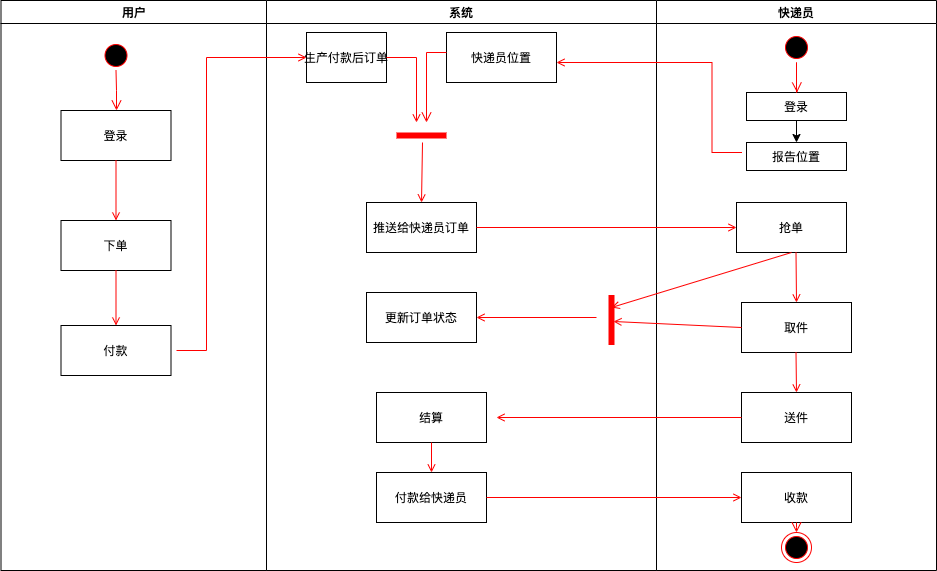 用户
系统
快递员
生产付款后订单
快递员位置
登录
登录
报告位置
下单
推送给快递员订单
抢单
付款
更新订单状态
取件
结算
送件
付款给快递员
收款